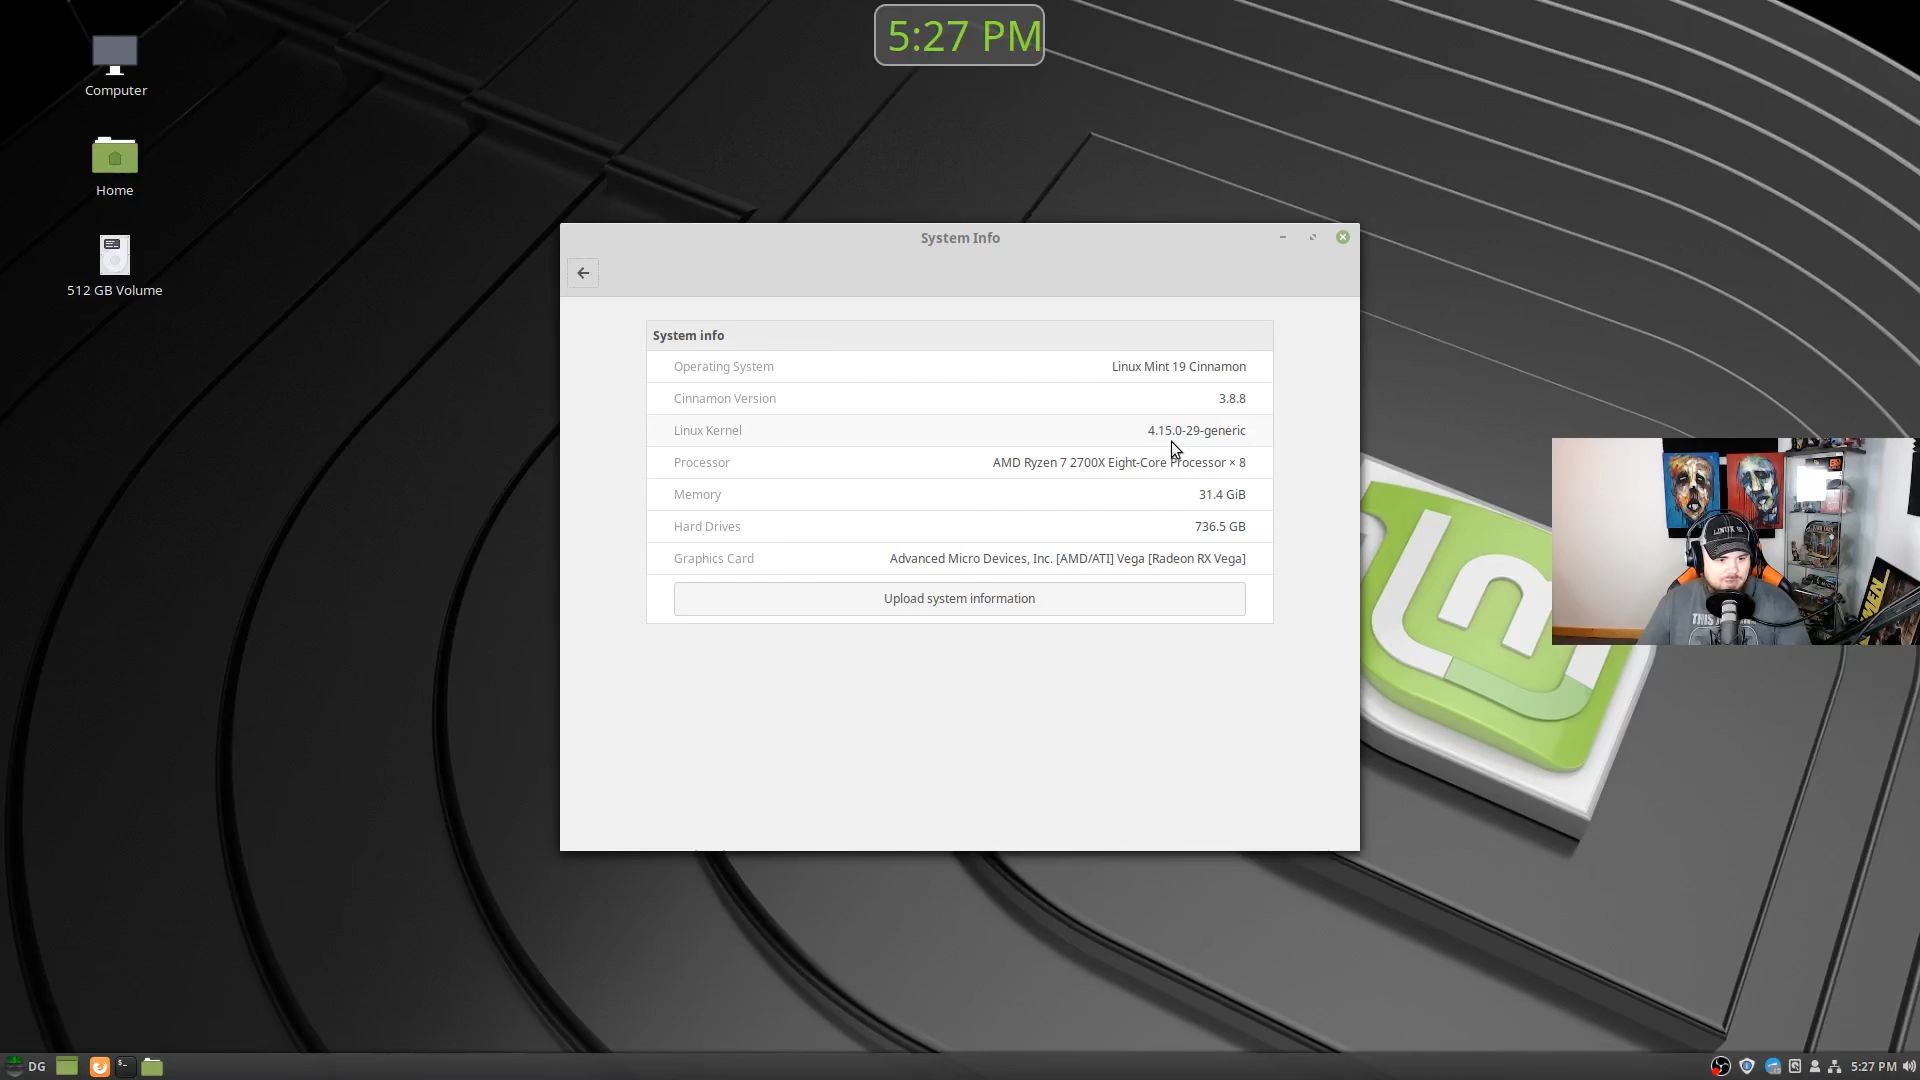 5:27 PM
Computer
Home
512 GB Volume
System Info
System info
Operating System Linux Mint 19 Cinnamon
Cinnamon Version 3.8.8
Linux Kernel 4.15.0-29-generic
Processor AMD Ryzen 7 2700X Eight-Core Processor × 8
Memory 31.4 GiB
Hard Drives 736.5 GB
Graphics Card Advanced Micro Devices, Inc. [AMD/ATI] Vega [Radeon RX Vega]
Upload system information
LINUX
THIS
MEN
DG
5:27 PM